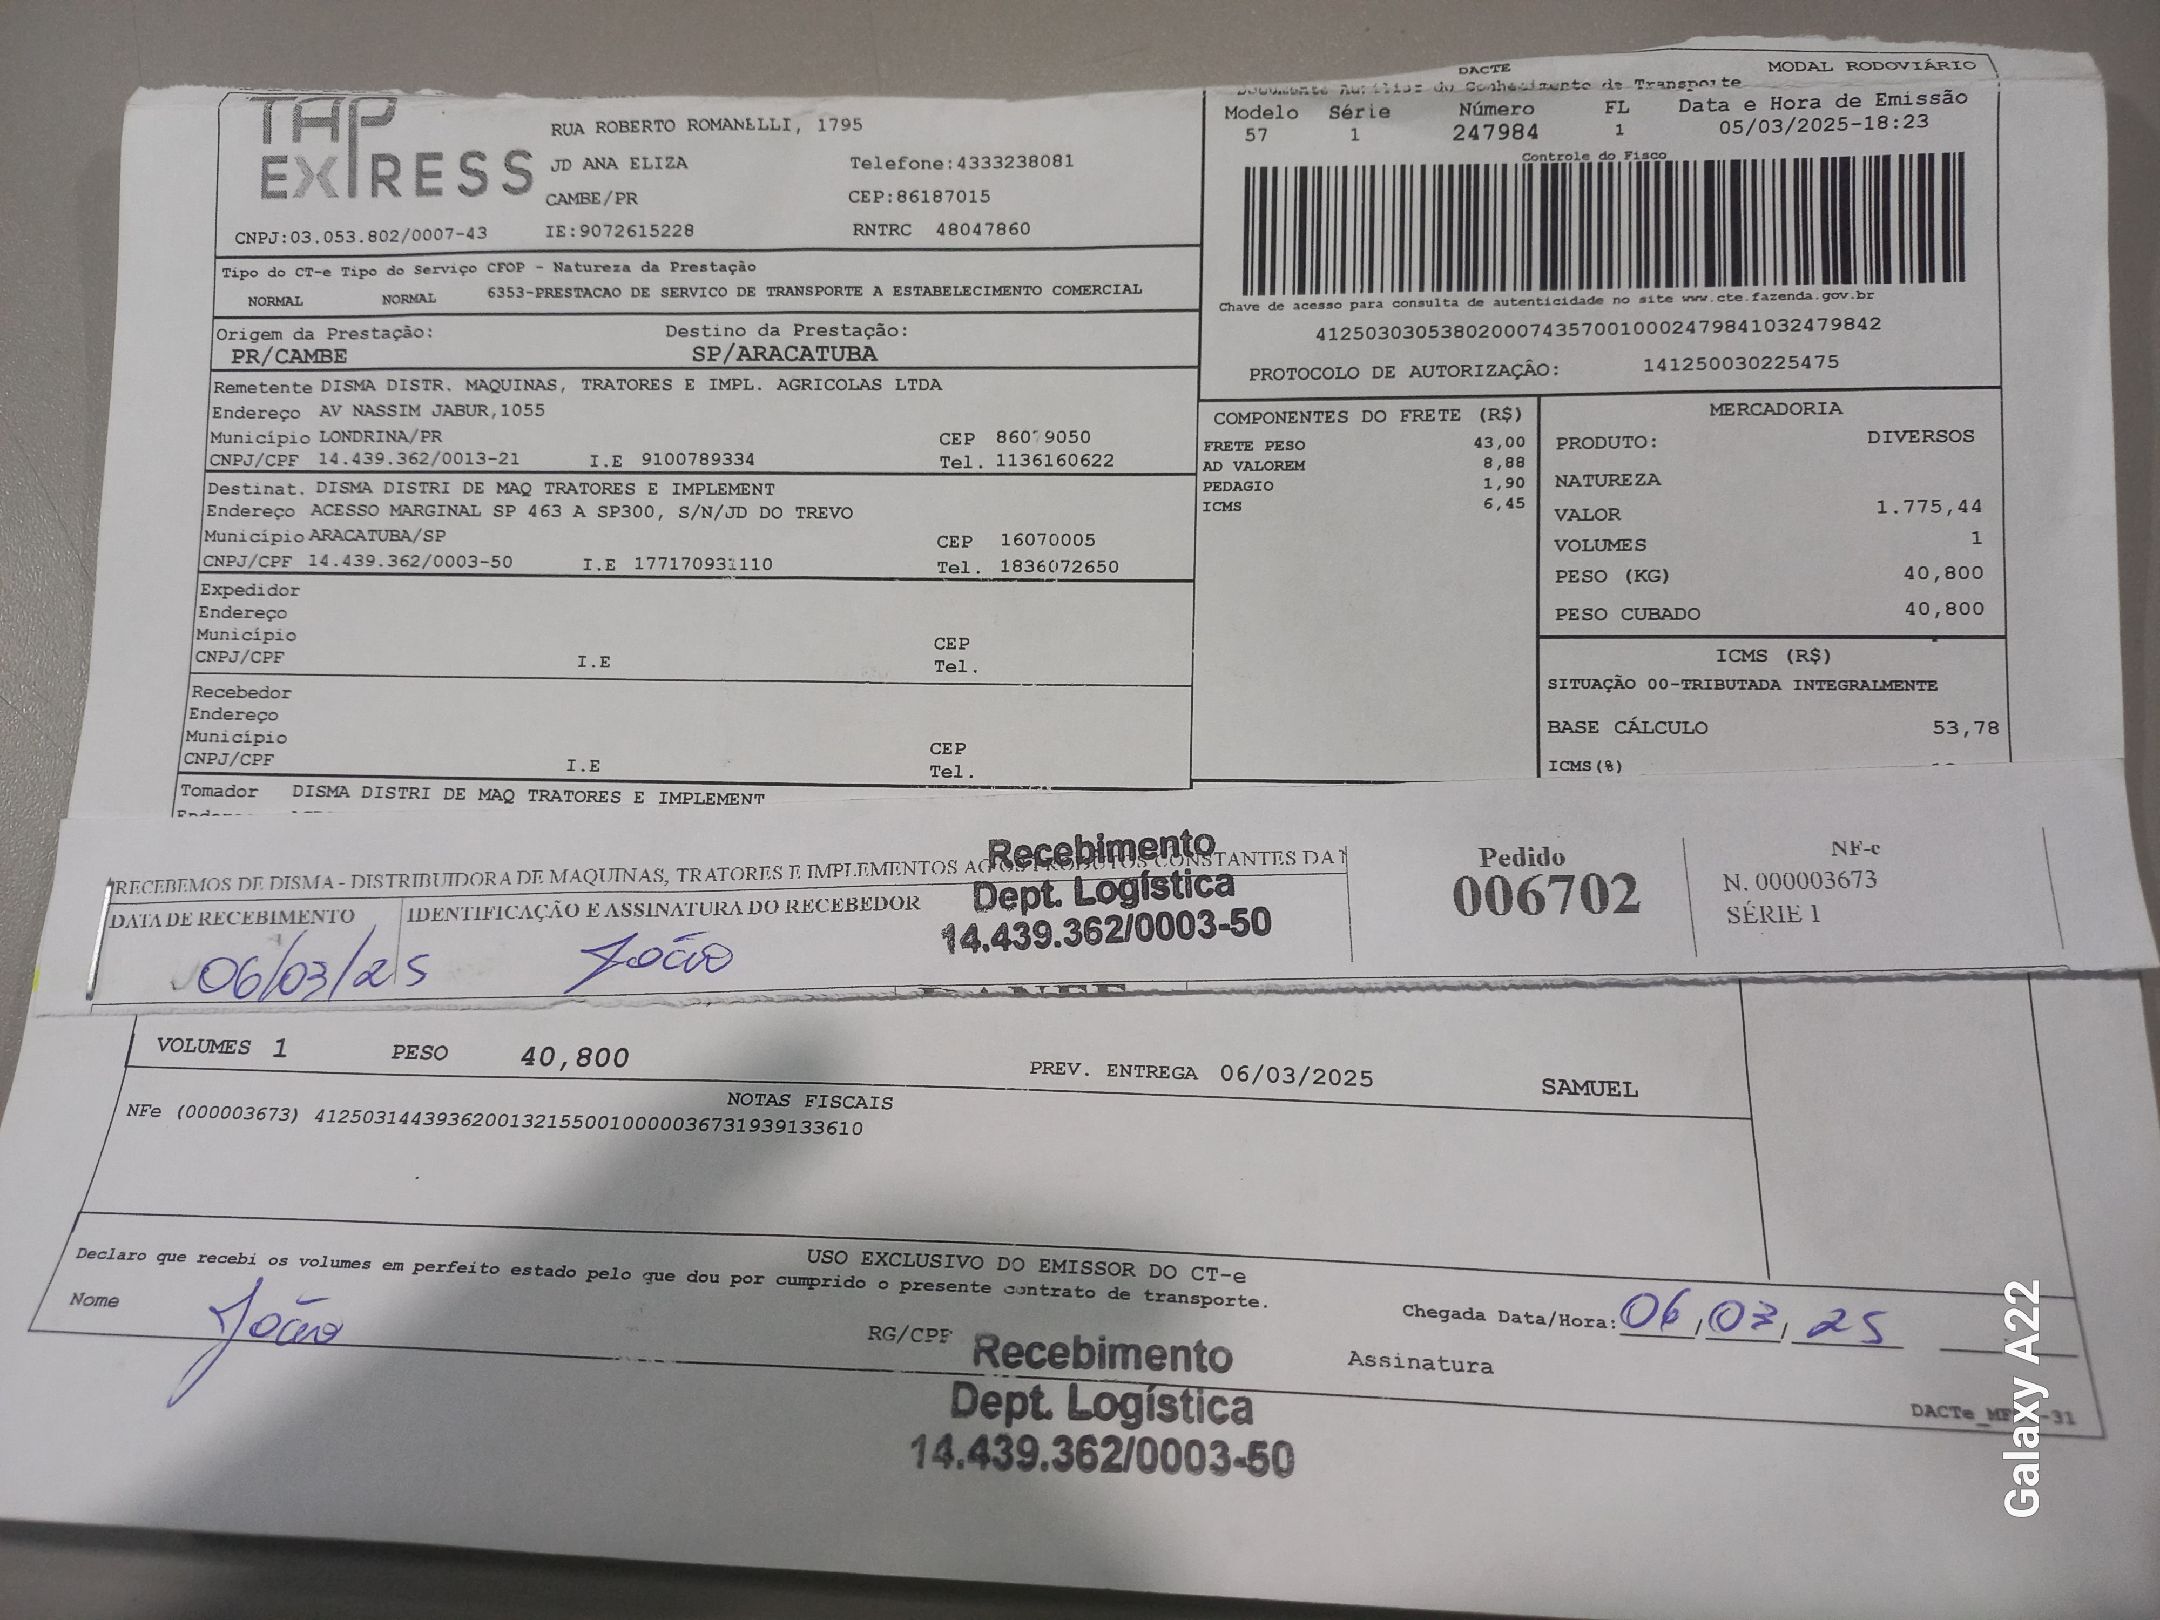 DACTE
MODAL RODOVIÁRIO
Documento Auxiliar do Conhecimento de Transporte
TAP EXPRESS
RUA ROBERTO ROMANELLI, 1795
JD ANA ELIZA Telefone:4333238081
CAMBE/PR CEP:86187015
CNPJ:03.053.802/0007-43 IE:9072615228 RNTRC 48047860
Modelo Série Número FL Data e Hora de Emissão
57 1 247984 1 05/03/2025-18:23
Controle do Fisco
Chave de acesso para consulta de autenticidade no site www.cte.fazenda.gov.br
41250303053802000743570010002479841032479842
PROTOCOLO DE AUTORIZAÇÃO: 141250030225475
Tipo do CT-e Tipo do Serviço CFOP - Natureza da Prestação
NORMAL NORMAL 6353-PRESTACAO DE SERVICO DE TRANSPORTE A ESTABELECIMENTO COMERCIAL
Origem da Prestação: Destino da Prestação:
PR/CAMBE SP/ARACATUBA
Remetente DISMA DISTR. MAQUINAS, TRATORES E IMPL. AGRICOLAS LTDA
Endereço AV NASSIM JABUR,1055
Município LONDRINA/PR CEP 86079050
CNPJ/CPF 14.439.362/0013-21 I.E 9100789334 Tel. 1136160622
Destinat. DISMA DISTRI DE MAQ TRATORES E IMPLEMENT
Endereço ACESSO MARGINAL SP 463 A SP300, S/N/JD DO TREVO
Município ARACATUBA/SP CEP 16070005
CNPJ/CPF 14.439.362/0003-50 I.E 177170931110 Tel. 1836072650
Expedidor
Endereço
Município CEP
CNPJ/CPF I.E Tel.
Recebedor
Endereço
Município CEP
CNPJ/CPF I.E Tel.
Tomador DISMA DISTRI DE MAQ TRATORES E IMPLEMENT
COMPONENTES DO FRETE (R$)
FRETE PESO 43,00
AD VALOREM 8,88
PEDAGIO 1,90
ICMS 6,45
MERCADORIA
PRODUTO: DIVERSOS
NATUREZA
VALOR 1.775,44
VOLUMES 1
PESO (KG) 40,800
PESO CUBADO 40,800
ICMS (R$)
SITUAÇÃO 00-TRIBUTADA INTEGRALMENTE
BASE CÁLCULO 53,78
ICMS(%)
RECEBEMOS DE DISMA - DISTRIBUIDORA DE MAQUINAS, TRATORES E IMPLEMENTOS AG OS PRODUTOS CONSTANTES DA
DATA DE RECEBIMENTO IDENTIFICAÇÃO E ASSINATURA DO RECEBEDOR
06/03/25 João
Recebimento
Dept. Logística
14.439.362/0003-50
Pedido
006702
NF-e
N. 000003673
SÉRIE 1
VOLUMES 1 PESO 40,800 PREV. ENTREGA 06/03/2025 SAMUEL
NOTAS FISCAIS
NFe (000003673) 41250314439362001321550010000036731939133610
USO EXCLUSIVO DO EMISSOR DO CT-e
Declaro que recebi os volumes em perfeito estado pelo que dou por cumprido o presente contrato de transporte.
Nome João RG/CPF Chegada Data/Hora: 06, 03, 25
Assinatura
Recebimento
Dept. Logística
14.439.362/0003-50
Galaxy A22